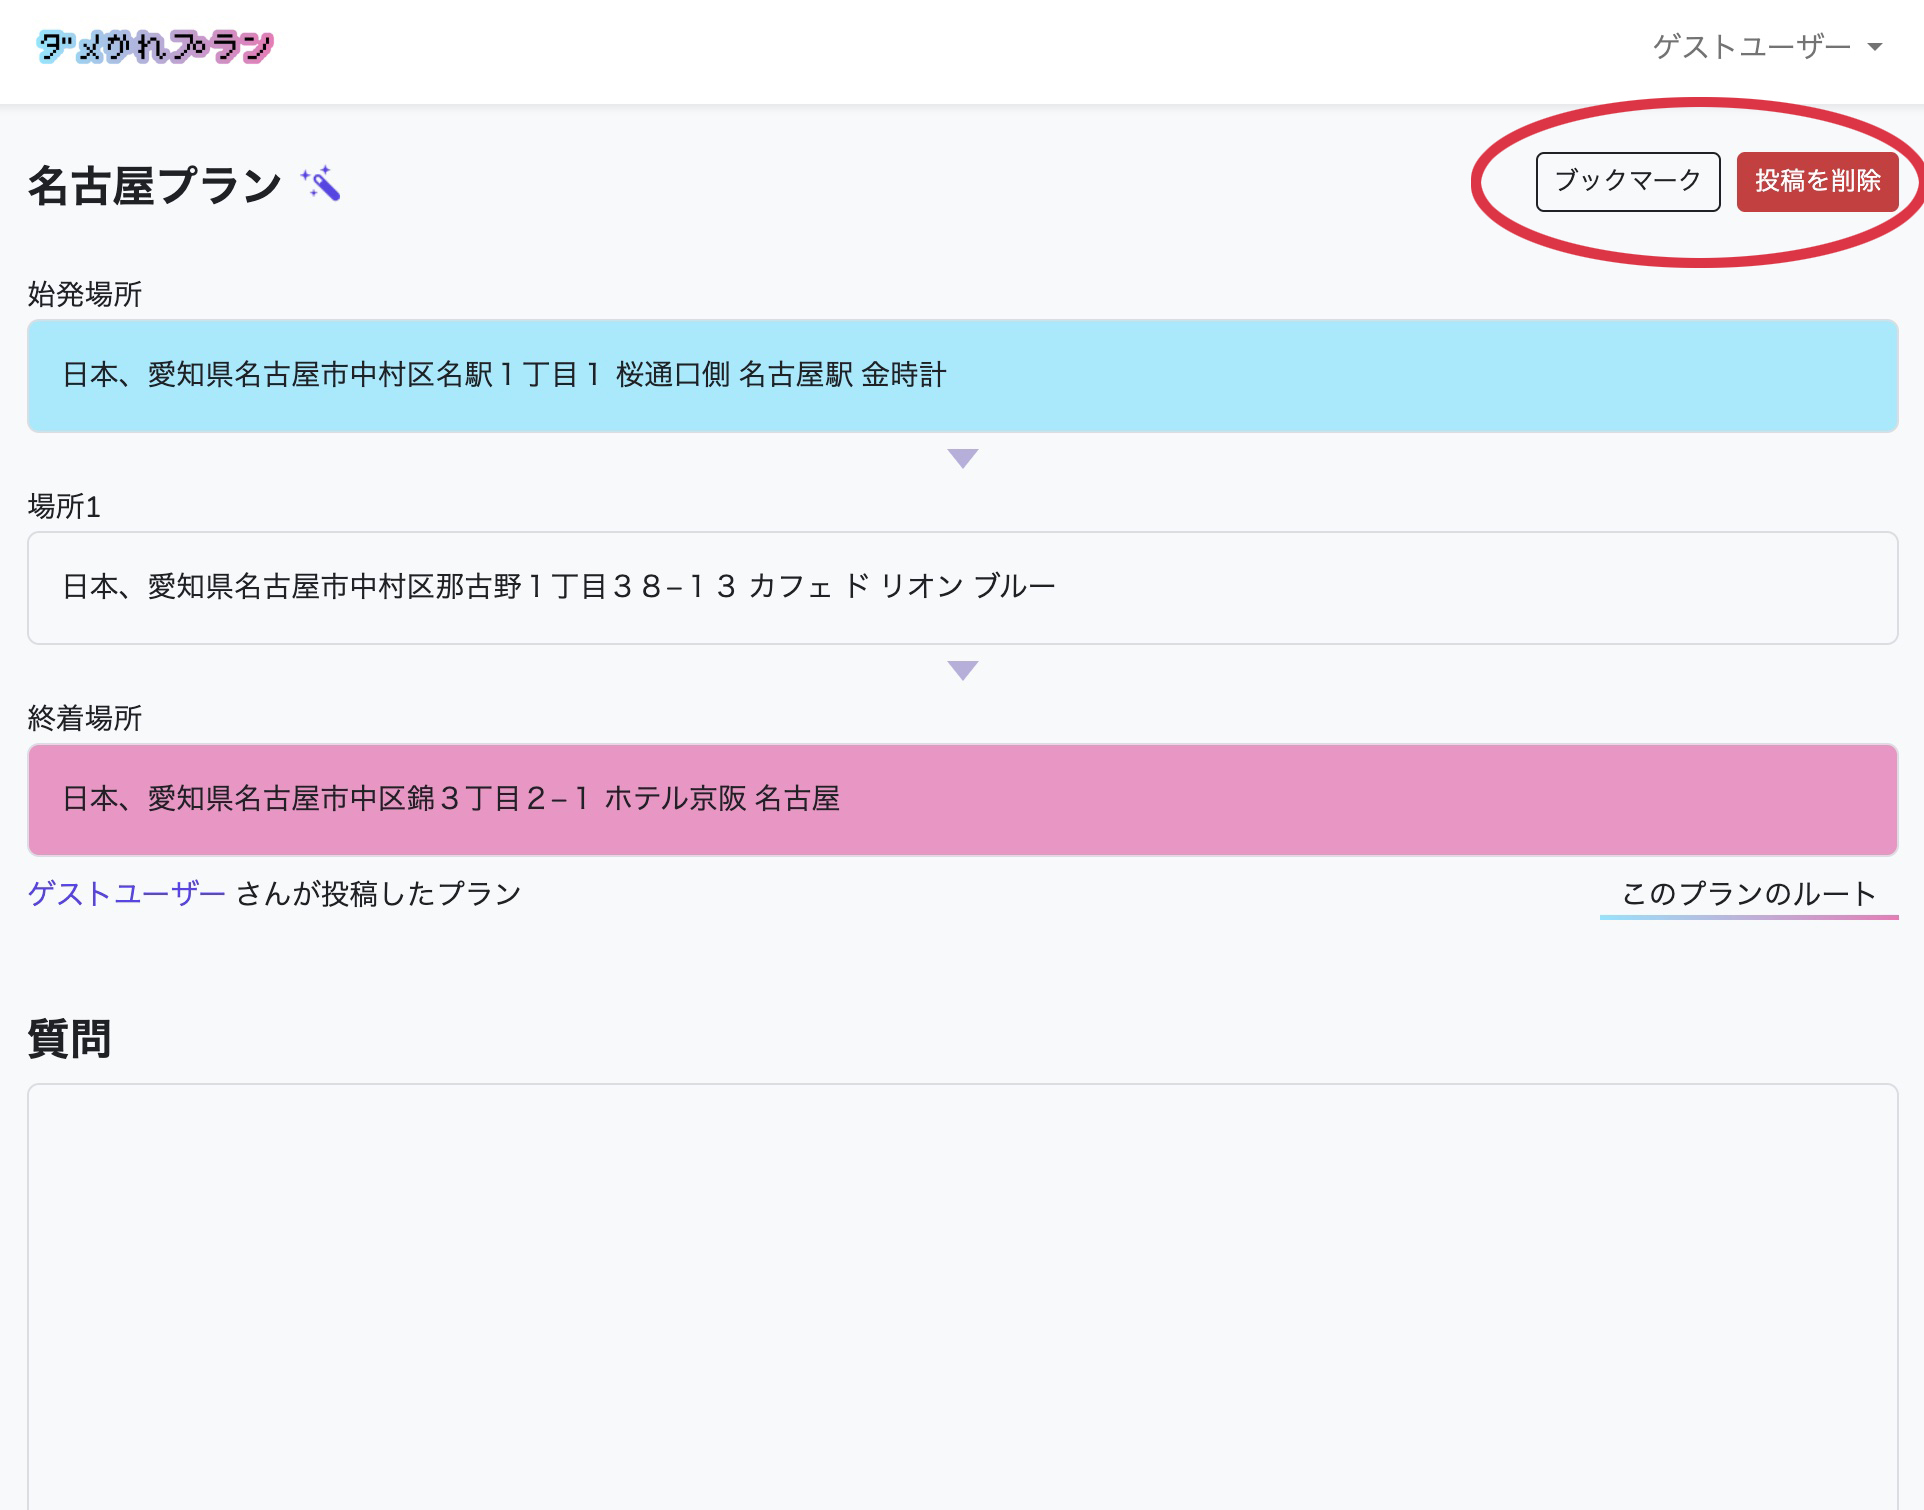 ダメかれプラン
ゲストユーザー
名古屋プラン
ブックマーク
投稿を削除
始発場所
日本、愛知県名古屋市中村区名駅１丁目１ 桜通口側 名古屋駅 金時計
場所1
日本、愛知県名古屋市中村区那古野１丁目３８−１３ カフェ ド リオン ブルー
終着場所
日本、愛知県名古屋市中区錦３丁目２−１ ホテル京阪 名古屋
ゲストユーザー さんが投稿したプラン
このプランのルート
質問